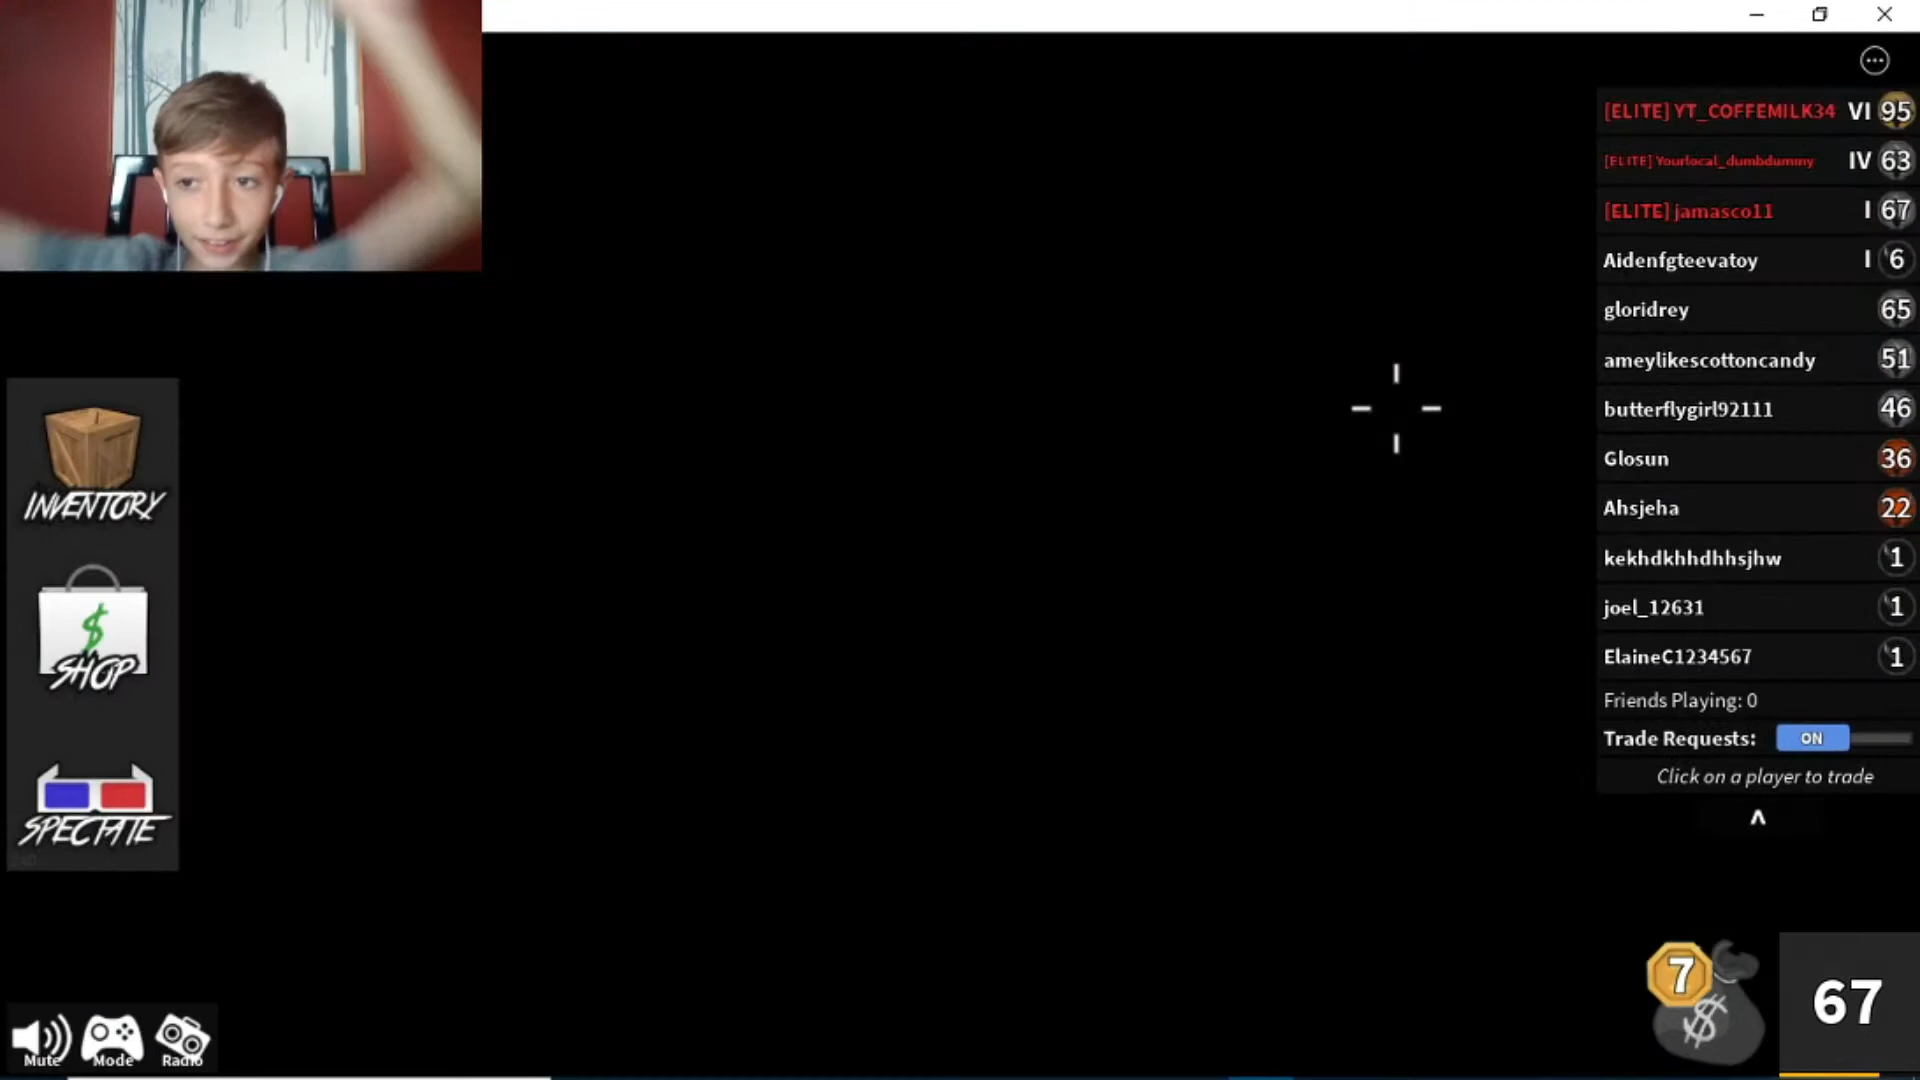 [ELITE] YT_COFFEMILK34 VI 95
[ELITE] Yourlocal_dumbdummy IV 63
[ELITE] jamasco11 I 67
Aidenfgteevatoy I 6
gloridrey 65
ameylikescottoncandy 51
butterflygirl92111 46
Glosun 36
Ahsjeha 22
kekhdkhhdhhsjhw 1
joel_12631 1
ElaineC1234567 1
Friends Playing: 0
Trade Requests: ON
Click on a player to trade
INVENTORY
$
SHOP
SPECTATE
Mute Mode Radio
7
$
67